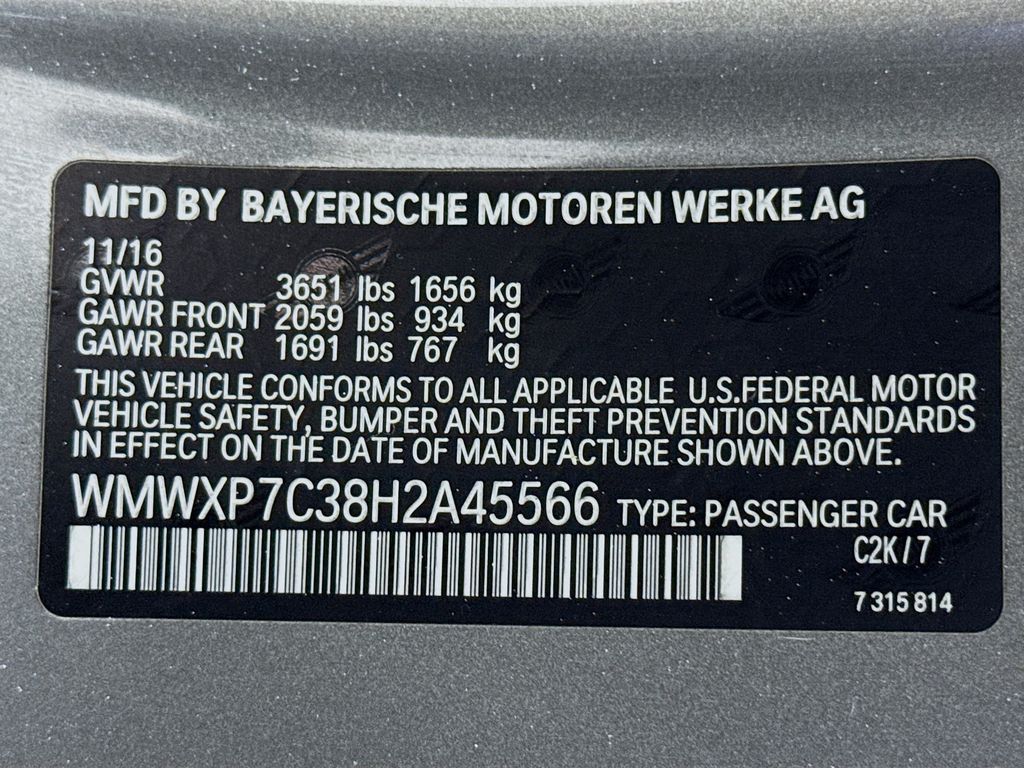 MFD BY BAYERISCHE MOTOREN WERKE AG
11/16
GVWR 3651 lbs 1656 kg
GAWR FRONT 2059 lbs 934 kg
GAWR REAR 1691 lbs 767 kg
THIS VEHICLE CONFORMS TO ALL APPLICABLE U.S.FEDERAL MOTOR
VEHICLE SAFETY, BUMPER AND THEFT PREVENTION STANDARDS
IN EFFECT ON THE DATE OF MANUFACTURE SHOWN ABOVE.
WMWXP7C38H2A45566 TYPE: PASSENGER CAR
C2K / 7
7 315 814